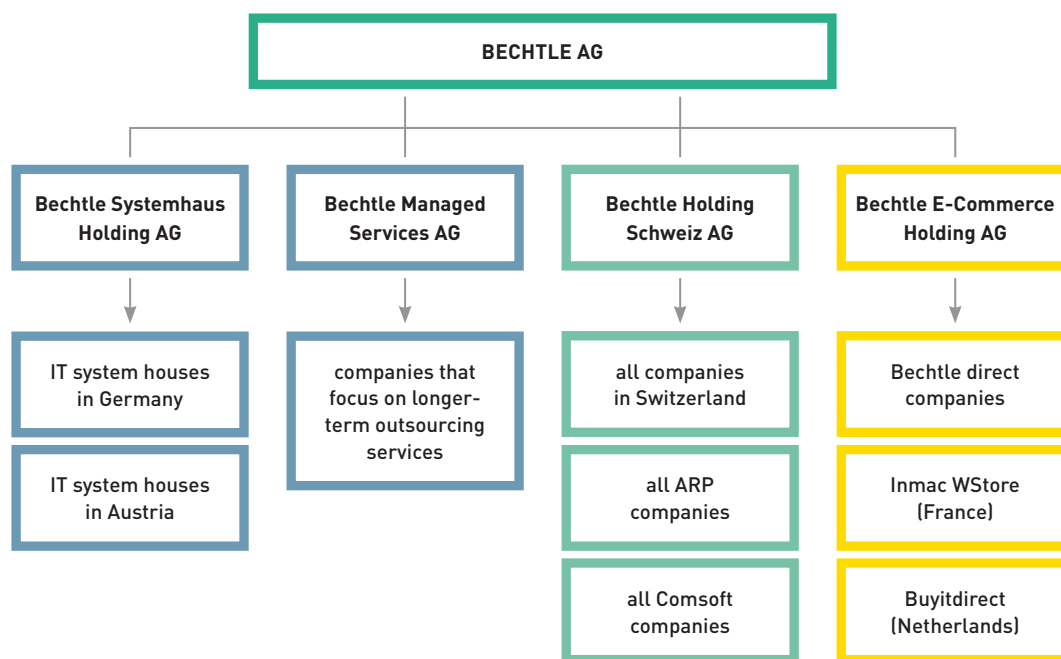 BECHTLE AG
Bechtle Systemhaus
Holding AG
Bechtle Managed
Services AG
Bechtle Holding
Schweiz AG
Bechtle E-Commerce
Holding AG
IT system houses
in Germany
IT system houses
in Austria
companies that
focus on longer-
term outsourcing
services
all companies
in Switzerland
all ARP
companies
all Comsoft
companies
Bechtle direct
companies
Inmac WStore
(France)
Buyitdirect
(Netherlands)